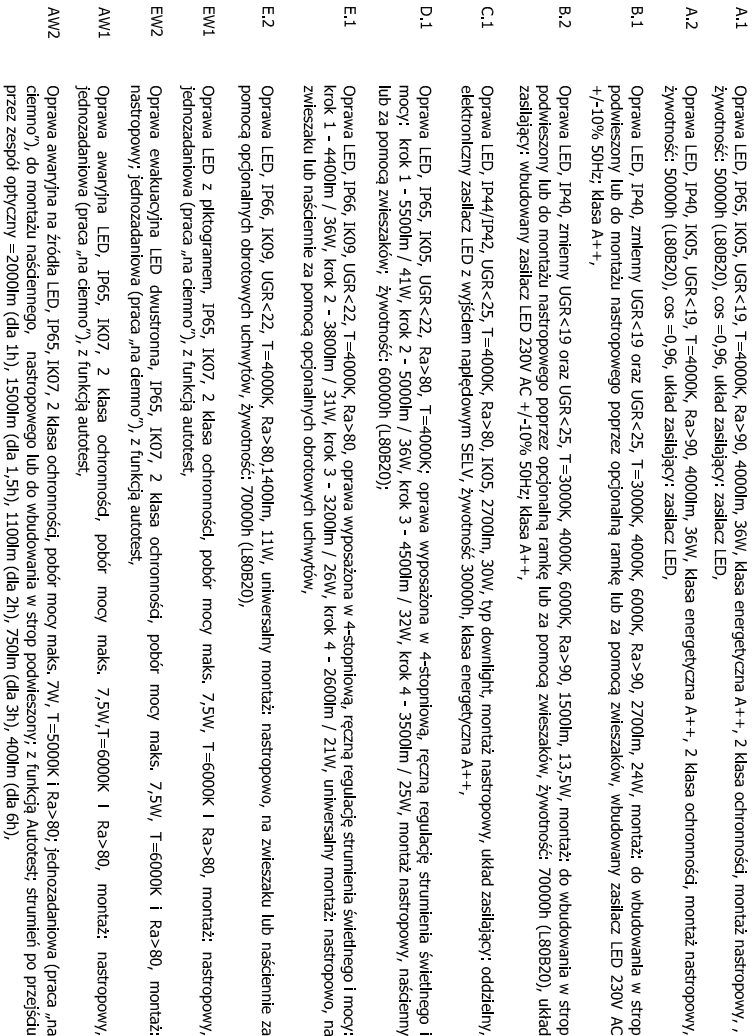 A.1 Oprawa LED, IP65, IK05, UGR<19, T=4000K, Ra>90, 4000lm, 36W, klasa energetyczna A++, 2 klasa ochronności, montaż nastropowy, ,
żywotność: 50000h (L80B20), cos =0,96, układ zasilający: zasilacz LED,
A.2 Oprawa LED, IP40, IK05, UGR<19, T=4000K, Ra>90, 4000lm, 36W, klasa energetyczna A++, 2 klasa ochronności, montaż nastropowy,
żywotność: 50000h (L80B20), cos =0,96, układ zasilający: zasilacz LED,
B.1 Oprawa LED, IP40, zmienny UGR<19 oraz UGR<25, T=3000K, 4000K, 6000K, Ra>90, 2700lm, 24W, montaż: do wbudowania w strop
podwieszony lub do montażu nastropowego poprzez opcjonalną ramkę lub za pomocą zwieszaków, wbudowany zasilacz LED 230V AC
+/-10% 50Hz; klasa A++,
B.2 Oprawa LED, IP40, zmienny UGR<19 oraz UGR<25, T=3000K, 4000K, 6000K, Ra>90, 1500lm, 13,5W, montaż: do wbudowania w strop
podwieszony lub do montażu nastropowego poprzez opcjonalną ramkę lub za pomocą zwieszaków, żywotność: 70000h (L80B20), układ
zasilający: wbudowany zasilacz LED 230V AC +/-10% 50Hz; klasa A++,
C.1 Oprawa LED, IP44/IP42, UGR<25, T=4000K, Ra>80, IK05, 2700lm, 30W, typ downlight, montaż nastropowy, układ zasilający: oddzielny,
elektroniczny zasilacz LED z wyjściem napiędowym SELV, żywotność 30000h, klasa energetyczna A++,
D.1 Oprawa LED, IP65, IK05, UGR<22, Ra>80, T=4000K; oprawa wyposażona w 4-stopniową, ręczną regulację strumienia świetlnego i
mocy: krok 1 - 5500lm / 41W, krok 2 - 5000lm / 36W, krok 3 - 4500lm / 32W, krok 4 - 3500lm / 25W, montaż nastropowy, naścienny
lub za pomocą zwieszaków; żywotność: 60000h (L80B20);
E.1 Oprawa LED, IP66, IK09, UGR<22, T=4000K, Ra>80, oprawa wyposażona w 4-stopniową, ręczną regulację strumienia świetlnego i mocy:
krok 1 - 4400lm / 36W, krok 2 - 3800lm / 31W, krok 3 - 3200lm / 26W, krok 4 - 2600lm / 21W, uniwersalny montaż: nastropowo, na
zwieszaku lub naściennie za pomocą opcjonalnych obrotowych uchwytów,
E.2 Oprawa LED, IP66, IK09, UGR<22, T=4000K, Ra>80,1400lm, 11W, uniwersalny montaż: nastropowo, na zwieszaku lub naściennie za
pomocą opcjonalnych obrotowych uchwytów, żywotność: 70000h (L80B20),
EW1 Oprawa LED z piktogramem, IP65, IK07, 2 klasa ochronności, pobór mocy maks. 7,5W, T=6000K i Ra>80, montaż: nastropowy,
jednozadaniowa (praca „na ciemno"), z funkcją autotest,
EW2 Oprawa ewakuacyjna LED dwustronna, IP65, IK07, 2 klasa ochronności, pobór mocy maks. 7,5W, T=6000K i Ra>80, montaż:
nastropowy; jednozadaniowa (praca „na ciemno"), z funkcją autotest,
AW1 Oprawa awaryjna LED, IP65, IK07, 2 klasa ochronności, pobór mocy maks. 7,5W,T=6000K i Ra>80, montaż: nastropowy,
jednozadaniowa (praca „na ciemno"), z funkcją autotest,
AW2 Oprawa awaryjna na źródła LED, IP65, IK07, 2 klasa ochronności, pobór mocy maks. 7W, T=5000K i Ra>80; jednozadaniowa (praca „na
ciemno"), do montażu naściennego, nastropowego lub do wbudowania w strop podwieszony; z funkcją Autotest; strumień po przejściu
przez zespół optyczny =2000lm (dla 1h), 1500lm (dla 1,5h), 1100lm (dla 2h), 750lm (dla 3h), 400lm (dla 6h),